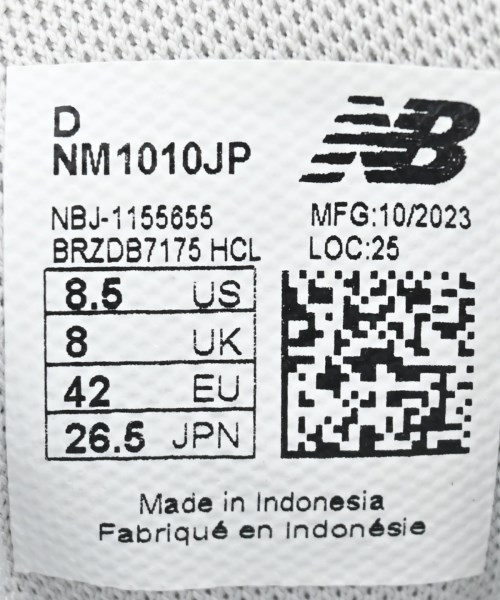 D
NM1010JP
NB
NBJ-1155655
MFG:10/2023
BRZDB7175 HCL
LOC:25
8.5 US
8 UK
42 EU
26.5 JPN
Made in Indonesia
Fabriqué en Indonésie